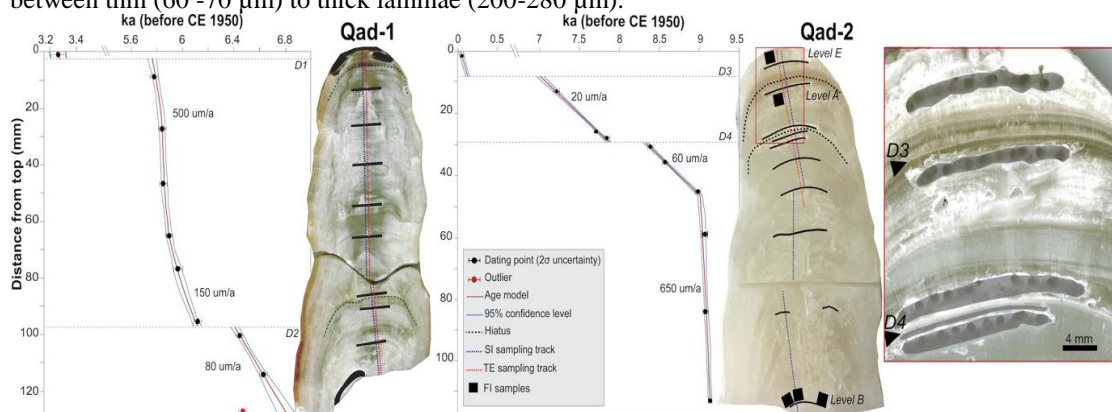 between thin (60 -70 μm) to thick laminae (200-280 μm).
ka (before CE 1950)
3.2 3.4 5.6 6 6.4 6.8
Qad-1
Distance from top (mm)
0
20
40
60
80
100
120
D1
500 um/a
150 um/a
D2
80 um/a
ka (before CE 1950)
0 7 7.5 8 8.5 9 9.5
Qad-2
0
20
40
60
80
100
D3
20 um/a
D4
60 um/a
650 um/a
Level E
Level A
Level B
Dating point (2σ uncertainty)
Outlier
Age model
95% confidence level
Hiatus
SI sampling track
TE sampling track
FI samples
D3
D4
4 mm